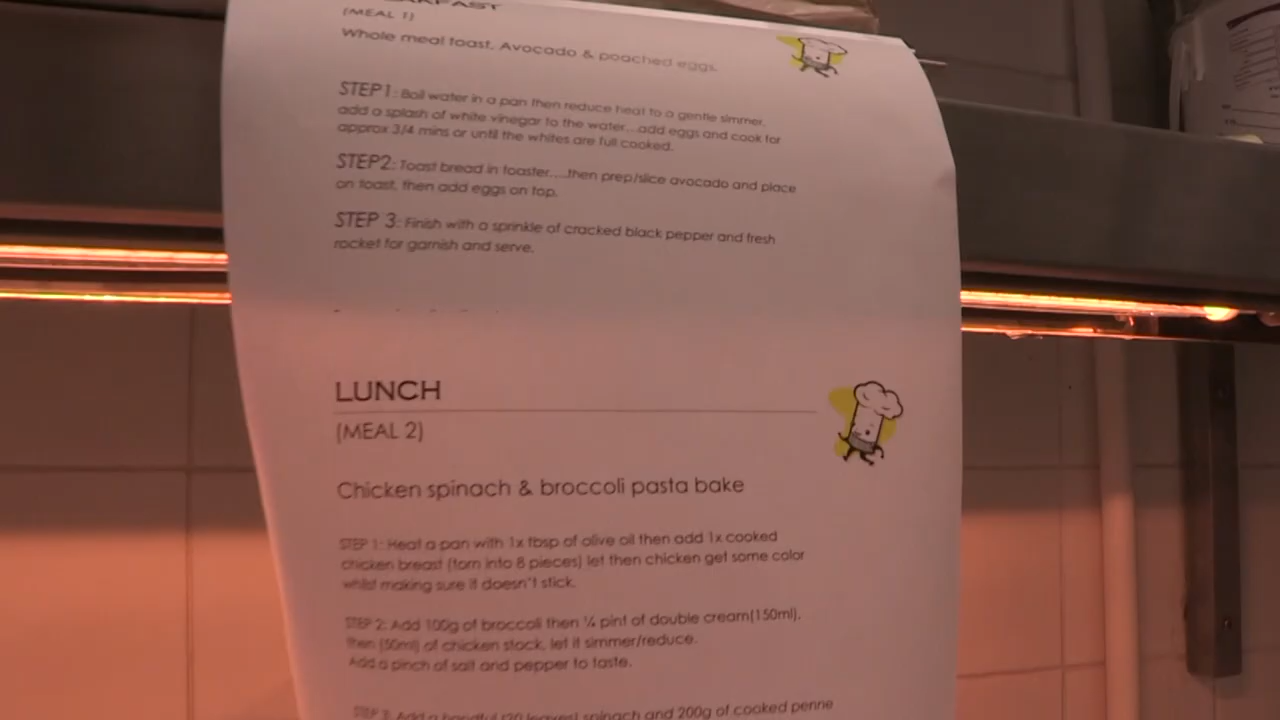 (MEAL 1)
Whole meal toast, Avocado & poached eggs.
STEP1: Boil water in a pan then reduce heat to a gentle simmer,
add a splash of white vinegar to the water...add eggs and cook for
approx 3/4 mins or until the whites are full cooked.
STEP2: Toast bread in toaster....then prep/slice avocado and place
on toast, then add eggs on top.
STEP 3: Finish with a sprinkle of cracked black pepper and fresh
rocket for garnish and serve.
LUNCH
(MEAL 2)
Chicken spinach & broccoli pasta bake
STEP 1: Heat a pan with 1x tbsp of olive oil then add 1x cooked
chicken breast (torn into 8 pieces) let then chicken get some color
whilst making sure it doesn't stick.
STEP 2: Add 100g of broccoli then ¼ pint of double cream(150ml),
then (50ml) of chicken stock, let it simmer/reduce.
Add a pinch of salt and pepper to taste.
STEP 3: Add a handful (20 leaves) spinach and 200g of cooked penne